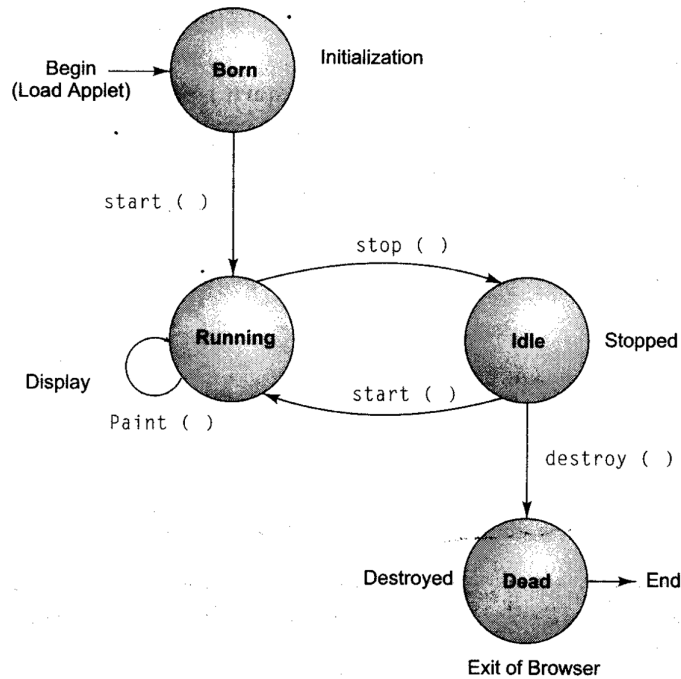 Begin
(Load Applet)
Born
Initialization
start ( )
stop ( )
Running
Idle
Stopped
Display
Paint ( )
start ( )
destroy ( )
Destroyed
Dead
End
Exit of Browser